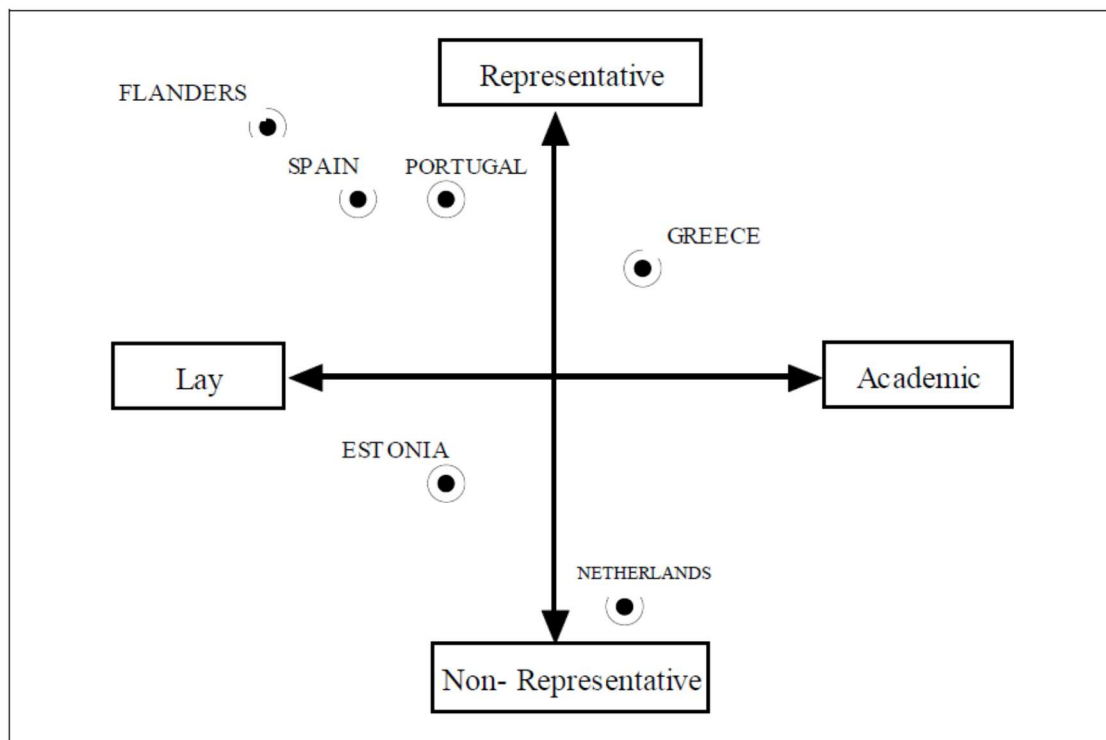 Representative
FLANDERS
SPAIN PORTUGAL
GREECE
Lay
Academic
ESTONIA
NETHERLANDS
Non- Representative